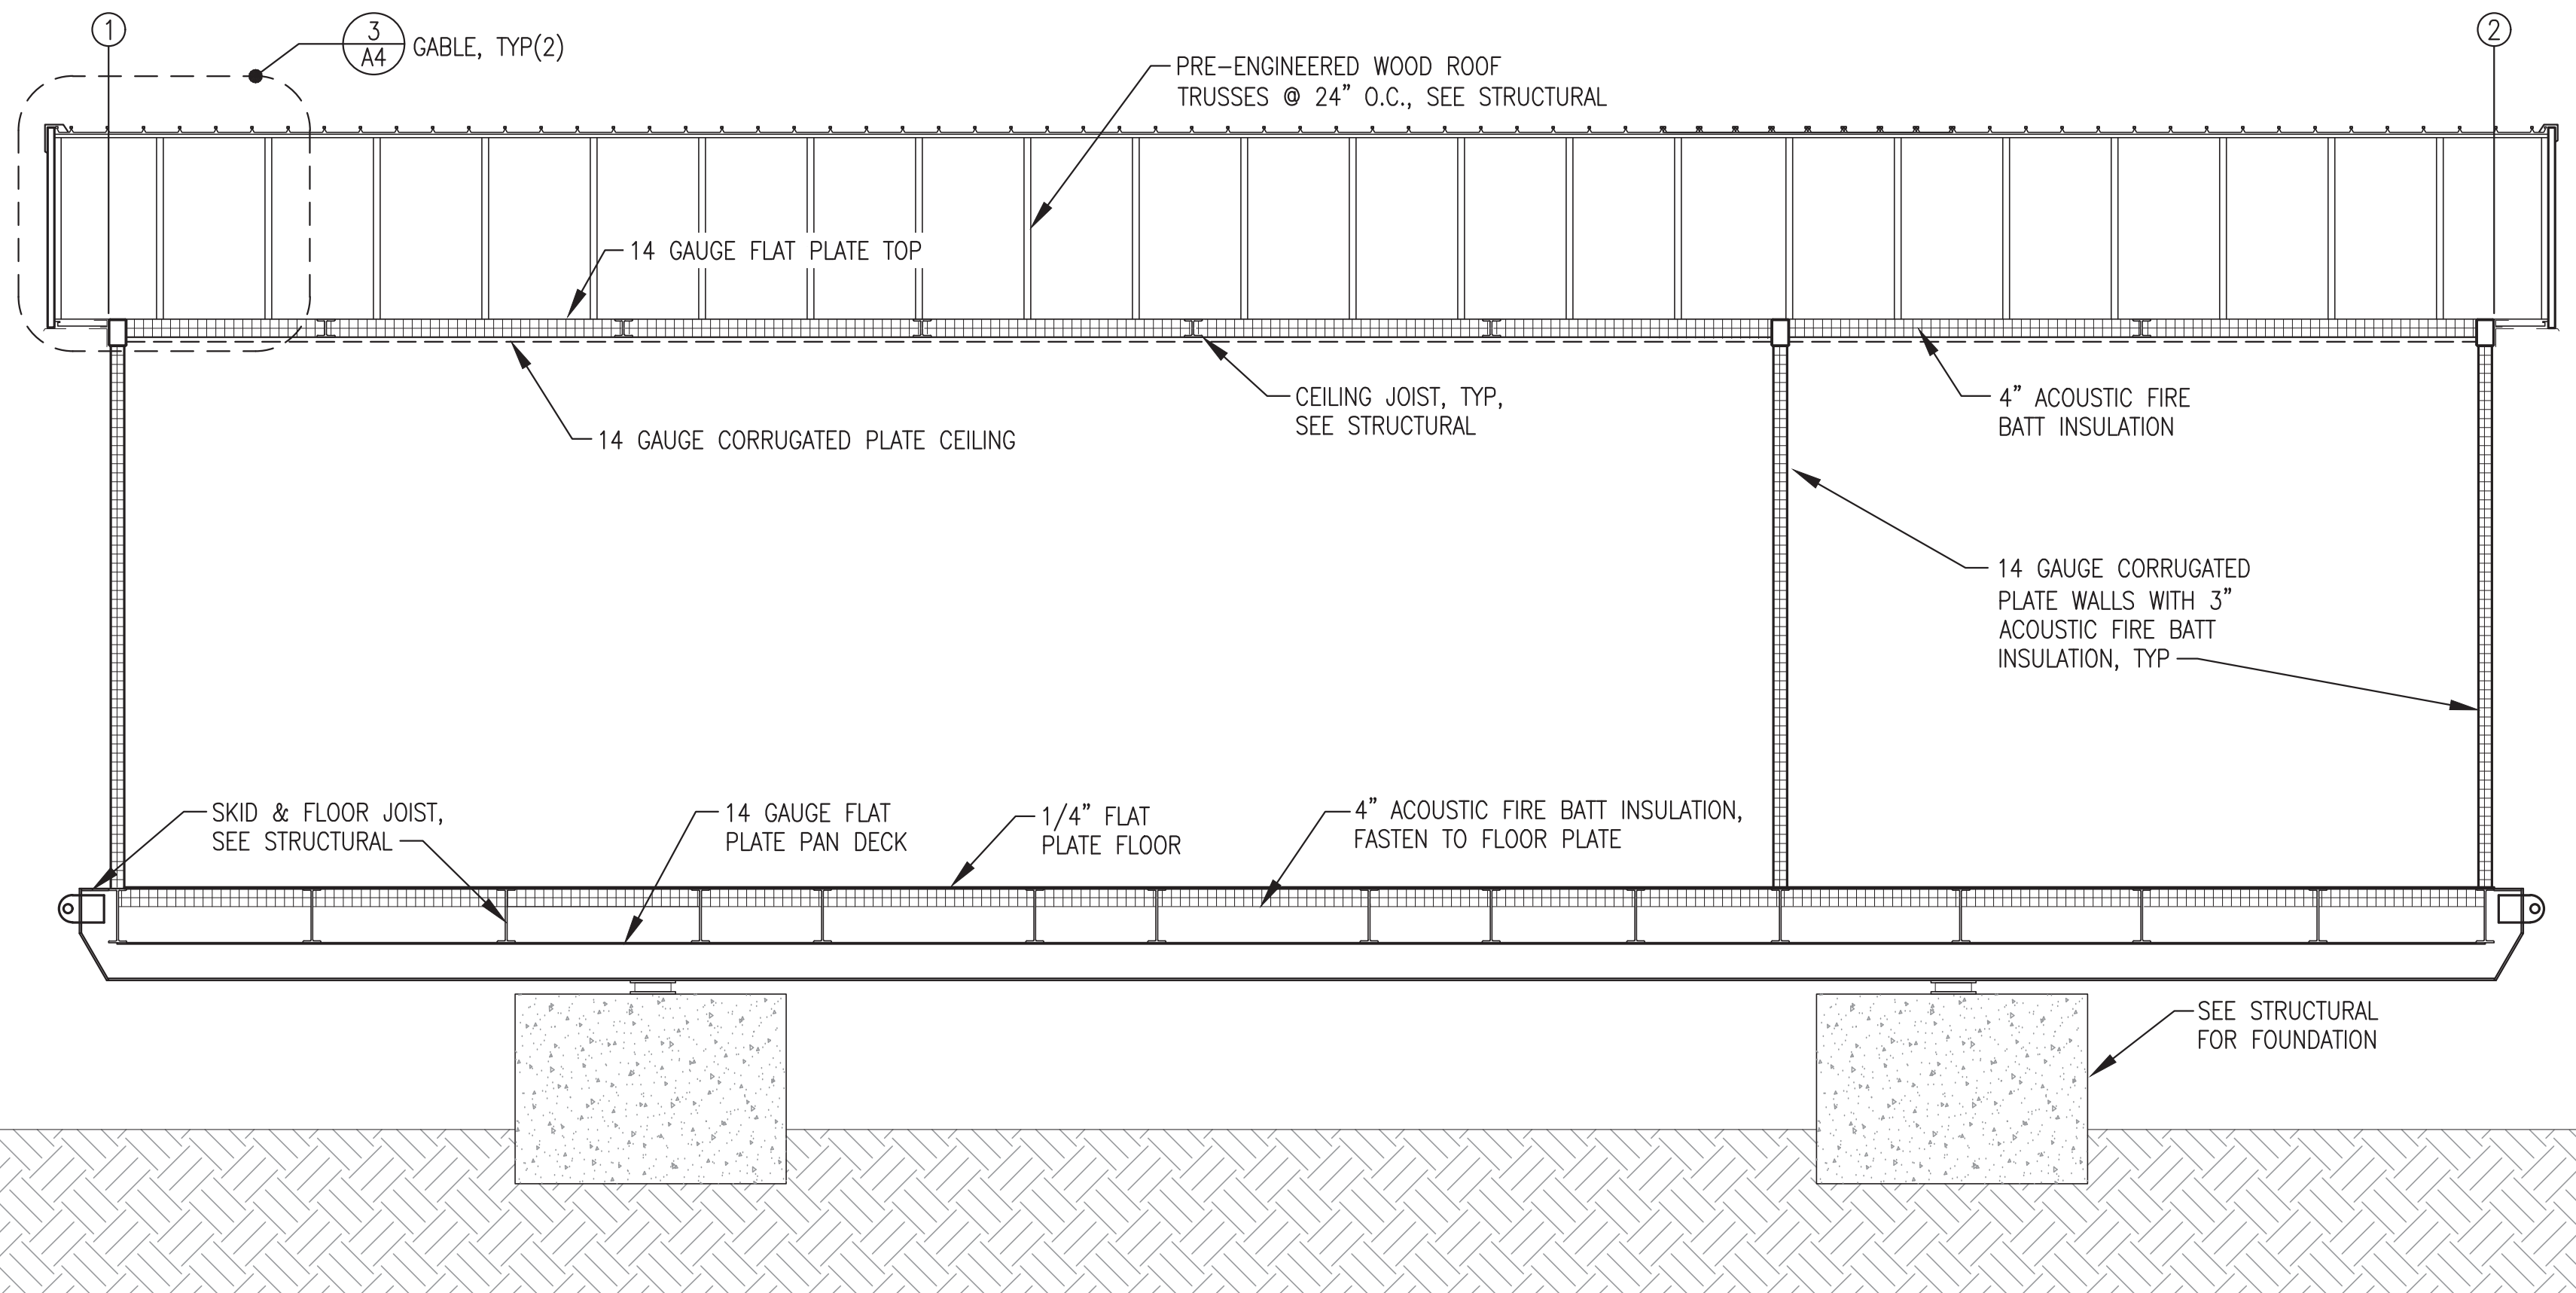 1
3
A4
GABLE, TYP(2)
2
PRE-ENGINEERED WOOD ROOF
TRUSSES @ 24” O.C., SEE STRUCTURAL
14 GAUGE FLAT PLATE TOP
CEILING JOIST, TYP,
SEE STRUCTURAL
4” ACOUSTIC FIRE
BATT INSULATION
14 GAUGE CORRUGATED PLATE CEILING
14 GAUGE CORRUGATED
PLATE WALLS WITH 3”
ACOUSTIC FIRE BATT
INSULATION, TYP
SKID & FLOOR JOIST,
SEE STRUCTURAL
14 GAUGE FLAT
PLATE PAN DECK
1/4” FLAT
PLATE FLOOR
4” ACOUSTIC FIRE BATT INSULATION,
FASTEN TO FLOOR PLATE
SEE STRUCTURAL
FOR FOUNDATION